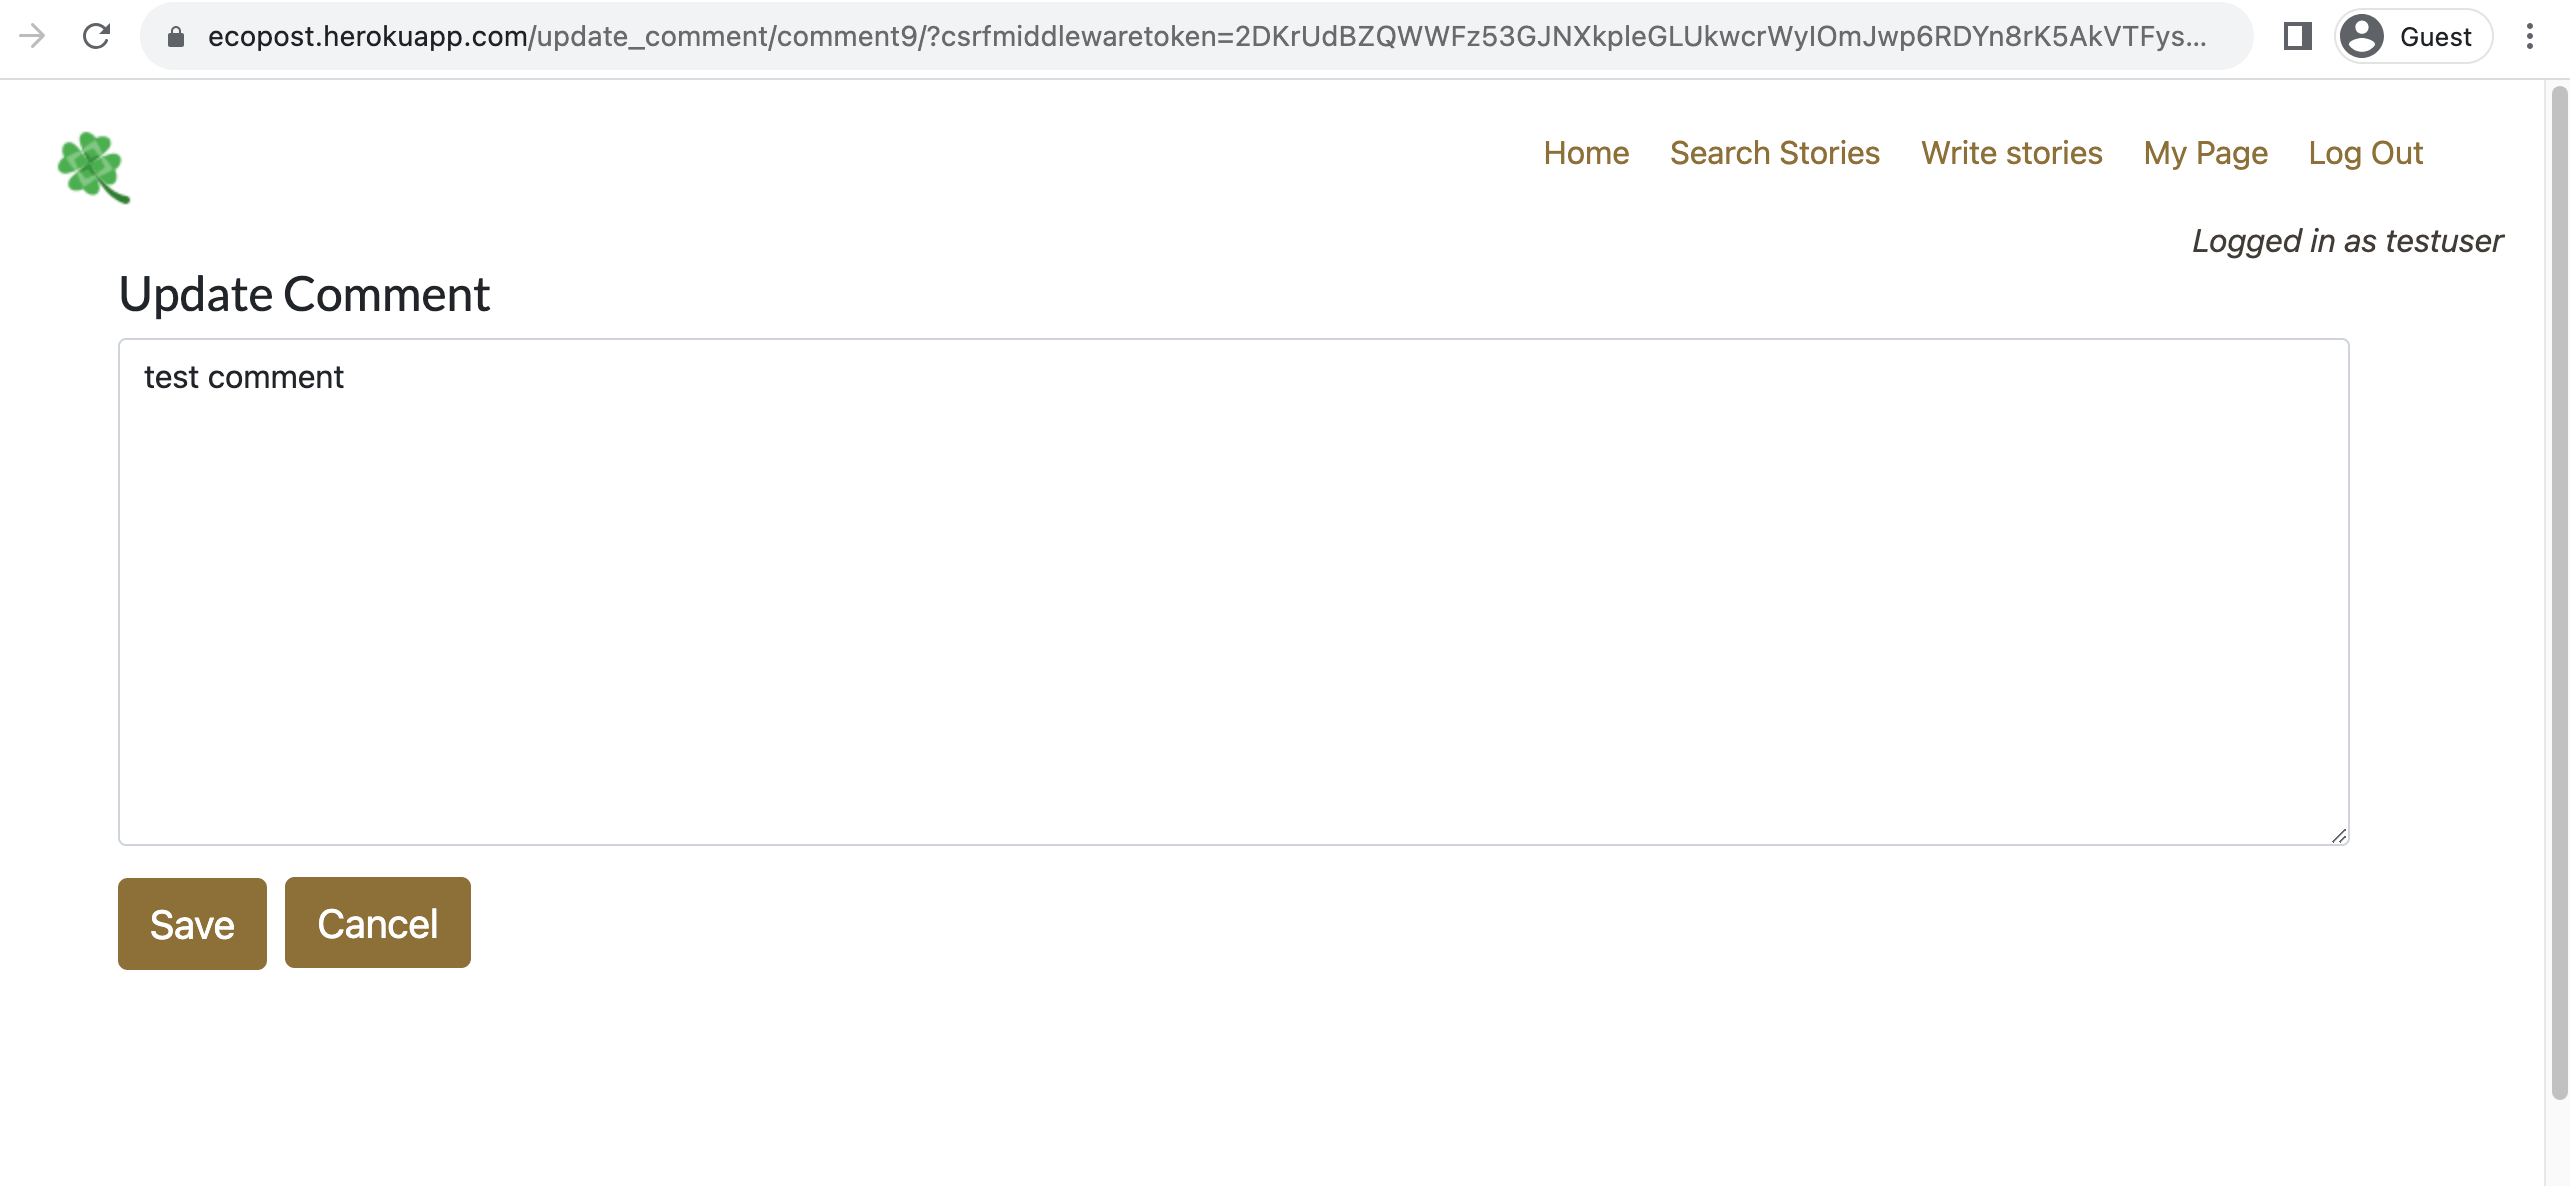 ecopost.herokuapp.com/update_comment/comment9/?csrfmiddlewaretoken=2DKrUdBZQWWFz53GJNXkpleGLUkwcrWylOmJwp6RDYn8rK5AkVTFys...
Guest
Home Search Stories Write stories My Page Log Out
Logged in as testuser
Update Comment
test comment
Save Cancel